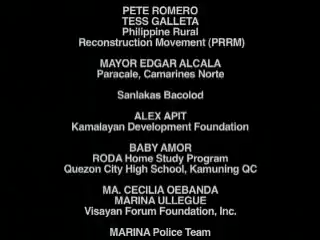 PETE ROMERO
TESS GALLETA
Philippine Rural
Reconstruction Movement (PRRM)
MAYOR EDGAR ALCALA
Paracale, Camarines Norte
Sanlakas Bacolod
ALEX APIT
Kamalayan Development Foundation
BABY AMOR
RODA Home Study Program
Quezon City High School, Kamuning QC
MA. CECILIA OEBANDA
MARINA ULLEGUE
Visayan Forum Foundation, Inc.
MARINA Police Team